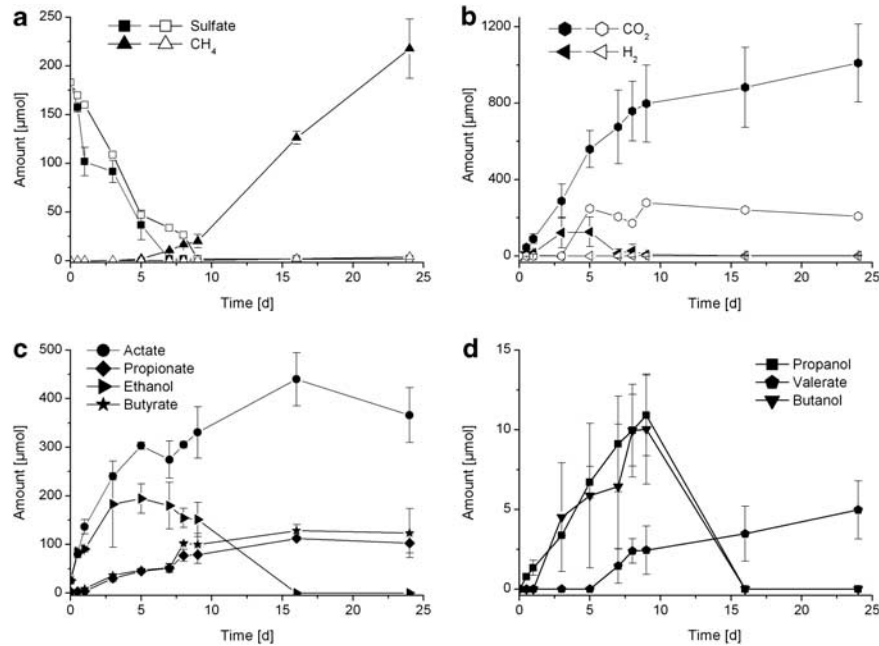 a
Sulfate
CH4
Amount [µmol]
250
200
150
100
50
0
0 5 10 15 20 25
Time [d]
b
CO2
H2
Amount [µmol]
1200
800
400
0
0 5 10 15 20 25
Time [d]
c
Actate
Propionate
Ethanol
Butyrate
Amount [µmol]
500
400
300
200
100
0
0 5 10 15 20 25
Time [d]
d
Propanol
Valerate
Butanol
Amount [µmol]
15
10
5
0
0 5 10 15 20 25
Time [d]